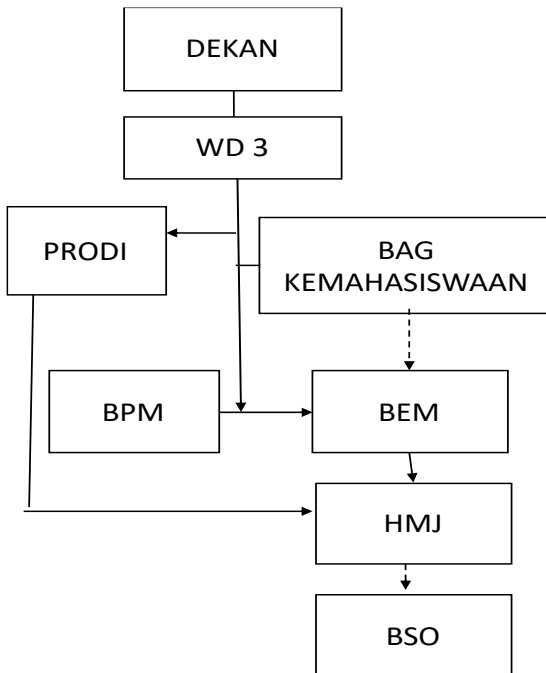 DEKAN
WD 3
PRODI
BAG
KEMAHASISWAAN
BPM
BEM
HMJ
BSO